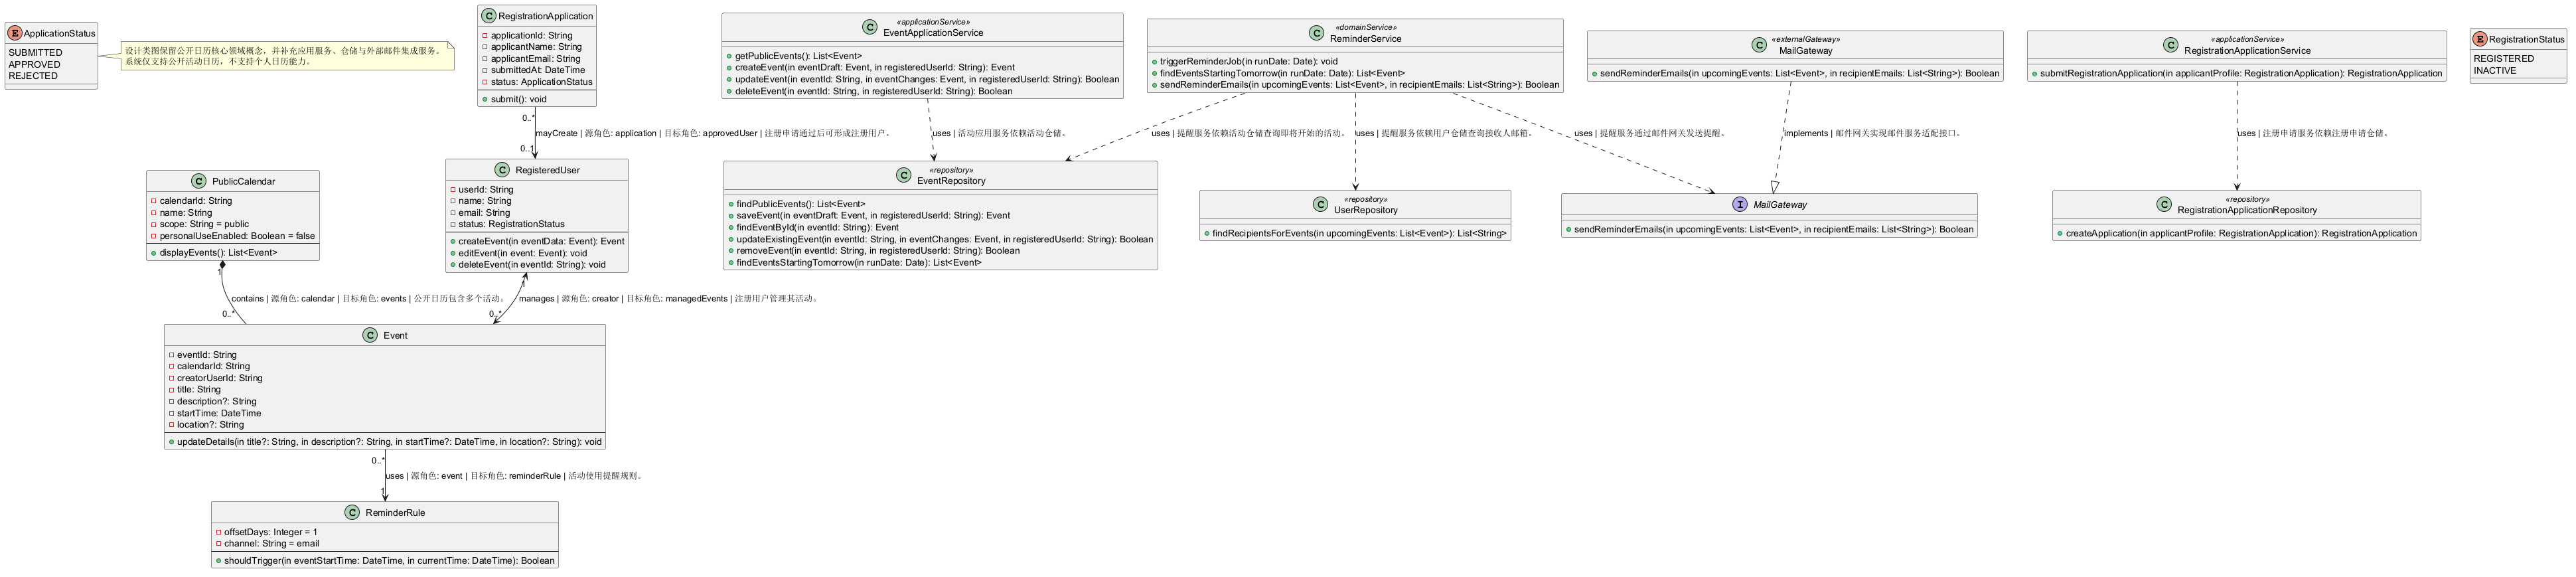 E ApplicationStatus
SUBMITTED
APPROVED
REJECTED
设计类图保留公开日历核心领域概念，并补充应用服务、仓储与外部邮件集成服务。
系统仅支持公开活动日历，不支持个人日历能力。
C RegistrationApplication
applicationId: String
applicantName: String
applicantEmail: String
submittedAt: DateTime
status: ApplicationStatus
submit(): void
«applicationService»
C EventApplicationService
getPublicEvents(): List<Event>
createEvent(in eventDraft: Event, in registeredUserId: String): Event
updateEvent(in eventId: String, in eventChanges: Event, in registeredUserId: String): Boolean
deleteEvent(in eventId: String, in registeredUserId: String): Boolean
«domainService»
C ReminderService
triggerReminderJob(in runDate: Date): void
findEventsStartingTomorrow(in runDate: Date): List<Event>
sendReminderEmails(in upcomingEvents: List<Event>, in recipientEmails: List<String>): Boolean
«externalGateway»
C MailGateway
sendReminderEmails(in upcomingEvents: List<Event>, in recipientEmails: List<String>): Boolean
«applicationService»
C RegistrationApplicationService
submitRegistrationApplication(in applicantProfile: RegistrationApplication): RegistrationApplication
E RegistrationStatus
REGISTERED
INACTIVE
0..*
mayCreate | 源角色: application | 目标角色: approvedUser | 注册申请通过后可形成注册用户。
0..1
uses | 活动应用服务依赖活动仓储。
uses | 提醒服务依赖活动仓储查询即将开始的活动。
uses | 提醒服务依赖用户仓储查询接收人邮箱。
uses | 提醒服务通过邮件网关发送提醒。
implements | 邮件网关实现邮件服务适配接口。
uses | 注册申请服务依赖注册申请仓储。
C PublicCalendar
calendarId: String
name: String
scope: String = public
personalUseEnabled: Boolean = false
displayEvents(): List<Event>
C RegisteredUser
userId: String
name: String
email: String
status: RegistrationStatus
createEvent(in eventData: Event): Event
editEvent(in event: Event): void
deleteEvent(in eventId: String): void
«repository»
C EventRepository
findPublicEvents(): List<Event>
saveEvent(in eventDraft: Event, in registeredUserId: String): Event
findEventById(in eventId: String): Event
updateExistingEvent(in eventId: String, in eventChanges: Event, in registeredUserId: String): Boolean
removeEvent(in eventId: String, in registeredUserId: String): Boolean
findEventsStartingTomorrow(in runDate: Date): List<Event>
«repository»
C UserRepository
findRecipientsForEvents(in upcomingEvents: List<Event>): List<String>
I MailGateway
sendReminderEmails(in upcomingEvents: List<Event>, in recipientEmails: List<String>): Boolean
«repository»
C RegistrationApplicationRepository
createApplication(in applicantProfile: RegistrationApplication): RegistrationApplication
1
contains | 源角色: calendar | 目标角色: events | 公开日历包含多个活动。
0..*
1
manages | 源角色: creator | 目标角色: managedEvents | 注册用户管理其活动。
0..*
C Event
eventId: String
calendarId: String
creatorUserId: String
title: String
description?: String
startTime: DateTime
location?: String
updateDetails(in title?: String, in description?: String, in startTime?: DateTime, in location?: String): void
0..*
uses | 源角色: event | 目标角色: reminderRule | 活动使用提醒规则。
1
C ReminderRule
offsetDays: Integer = 1
channel: String = email
shouldTrigger(in eventStartTime: DateTime, in currentTime: DateTime): Boolean